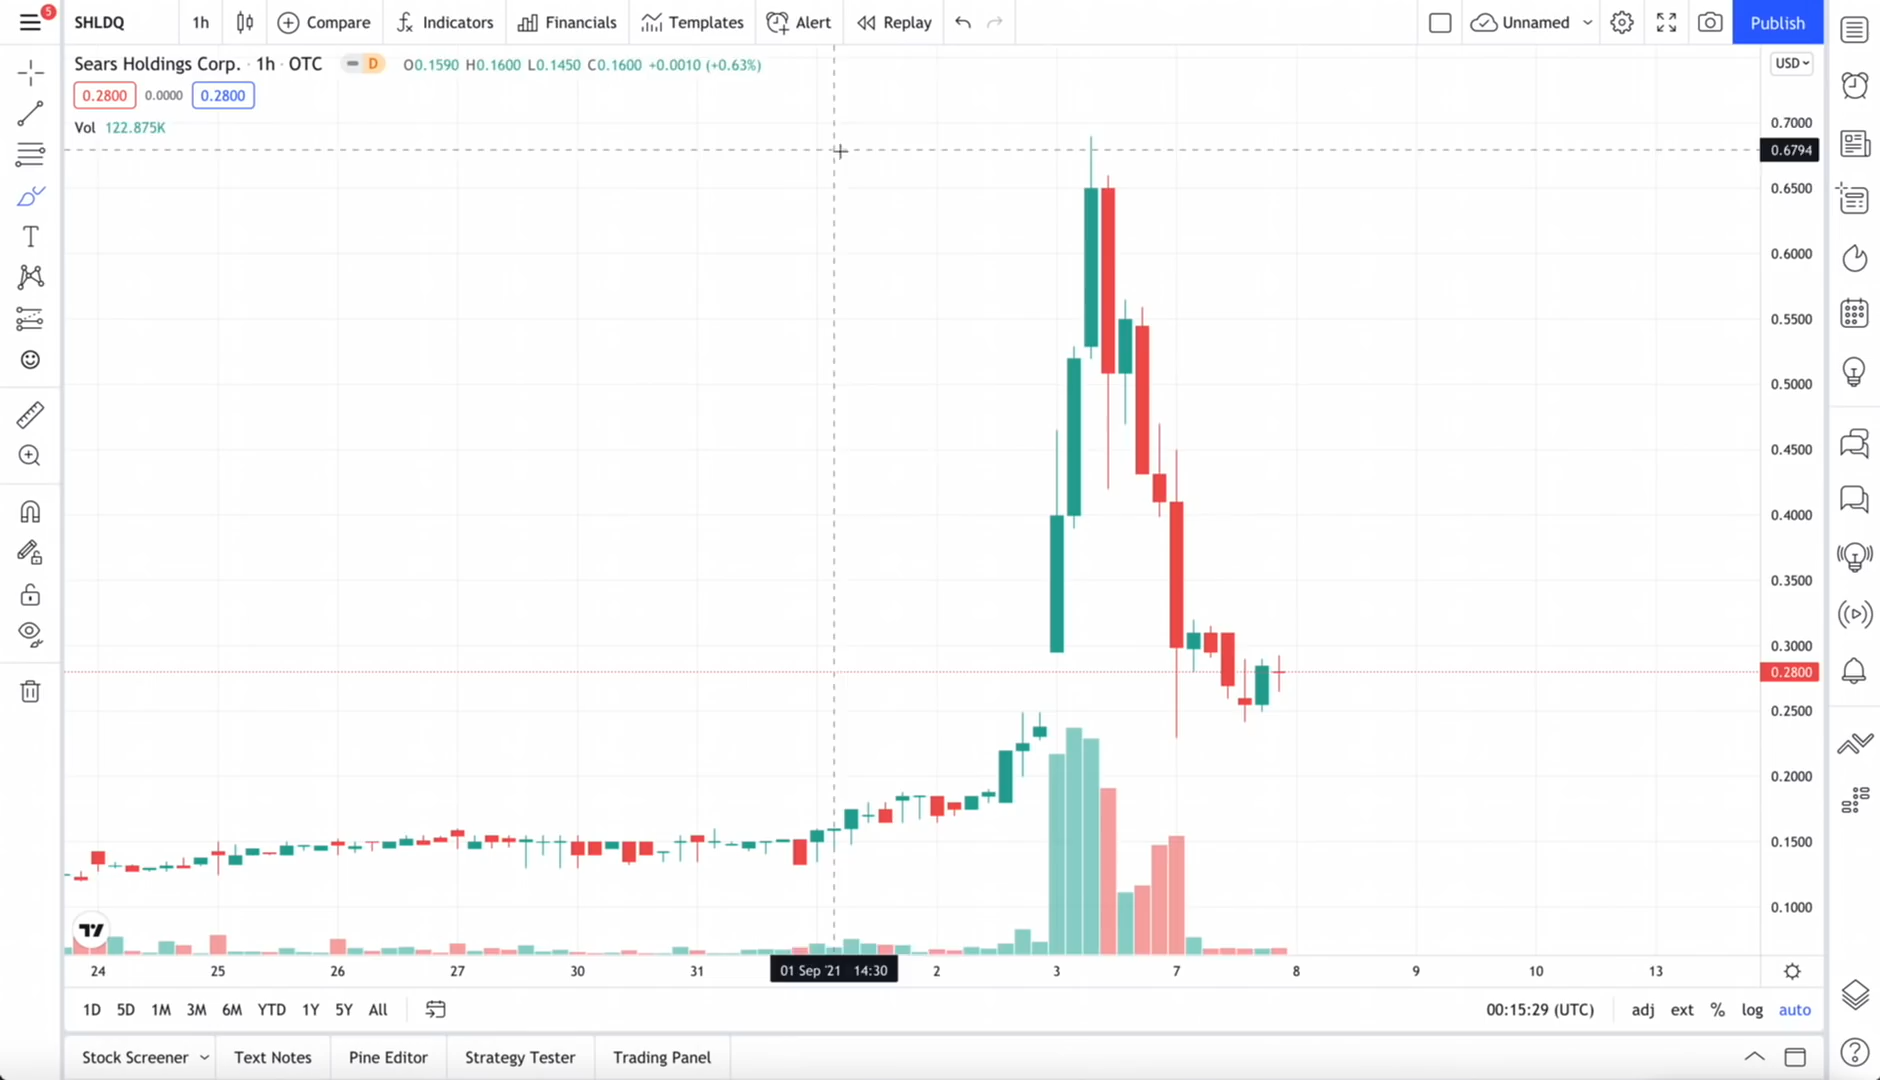 5
SHLDQ 1h Compare Indicators Financials Templates Alert Replay Unnamed Publish
Sears Holdings Corp. · 1h · OTC D O0.1590 H0.1600 L0.1450 C0.1600 +0.0010 (+0.63%) USD
0.2800 0.0000 0.2800
Vol 122.875K
0.7000
0.6794
0.6500
0.6000
0.5500
0.5000
0.4500
0.4000
0.3500
0.3000
0.2800
0.2500
0.2000
0.1500
0.1000
24 25 26 27 30 31 01 Sep '21 14:30 2 3 7 8 9 10 13
1D 5D 1M 3M 6M YTD 1Y 5Y All 00:15:29 (UTC) adj ext % log auto
Stock Screener Text Notes Pine Editor Strategy Tester Trading Panel